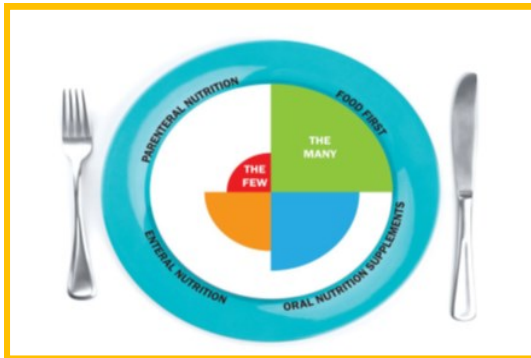 PARENTERAL NUTRITION
FOOD FIRST
THE
MANY
THE
FEW
ENTERAL NUTRITION
ORAL NUTRITION SUPPLEMENTS